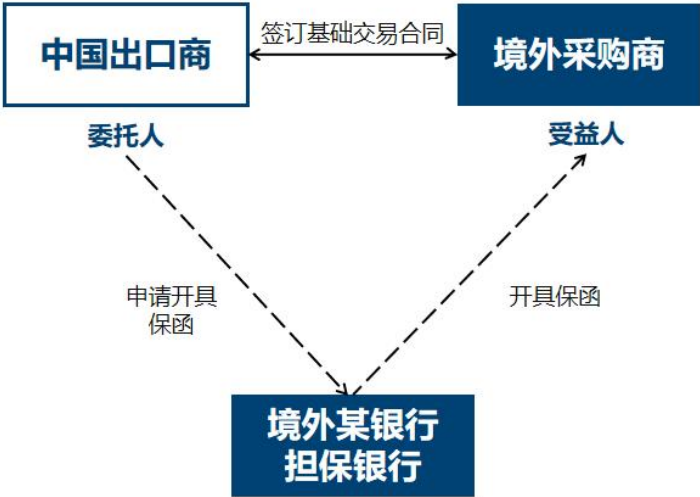 中国出口商
签订基础交易合同
境外采购商
委托人
受益人
申请开具
保函
开具保函
境外某银行
担保银行